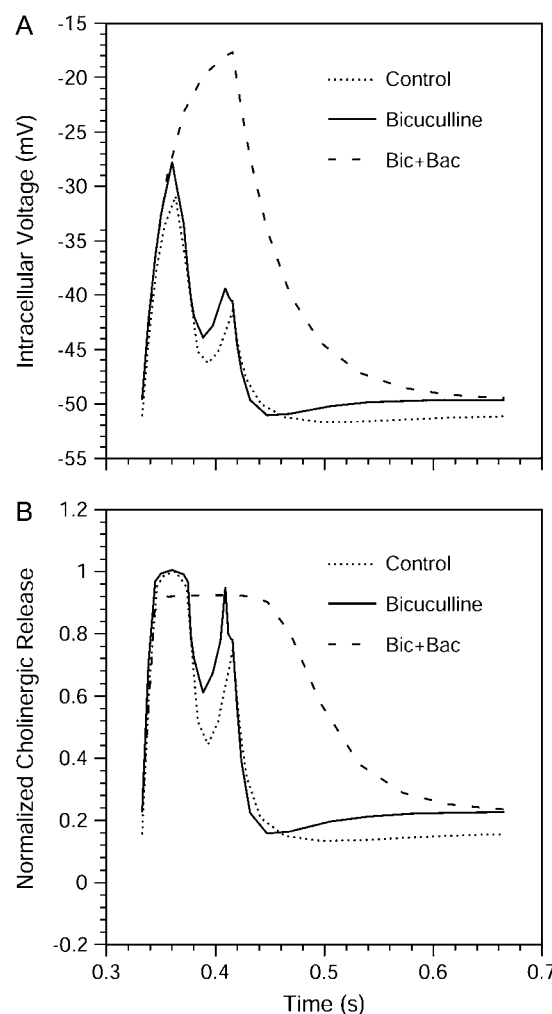 A
-15
-20
-25
-30
-35
-40
-45
-50
-55
Intracellular Voltage (mV)
Control
Bicuculline
Bic+Bac
B
1.2
1
0.8
0.6
0.4
0.2
0
-0.2
Normalized Cholinergic Release
Control
Bicuculline
Bic+Bac
0.3 0.4 0.5 0.6 0.7
Time (s)